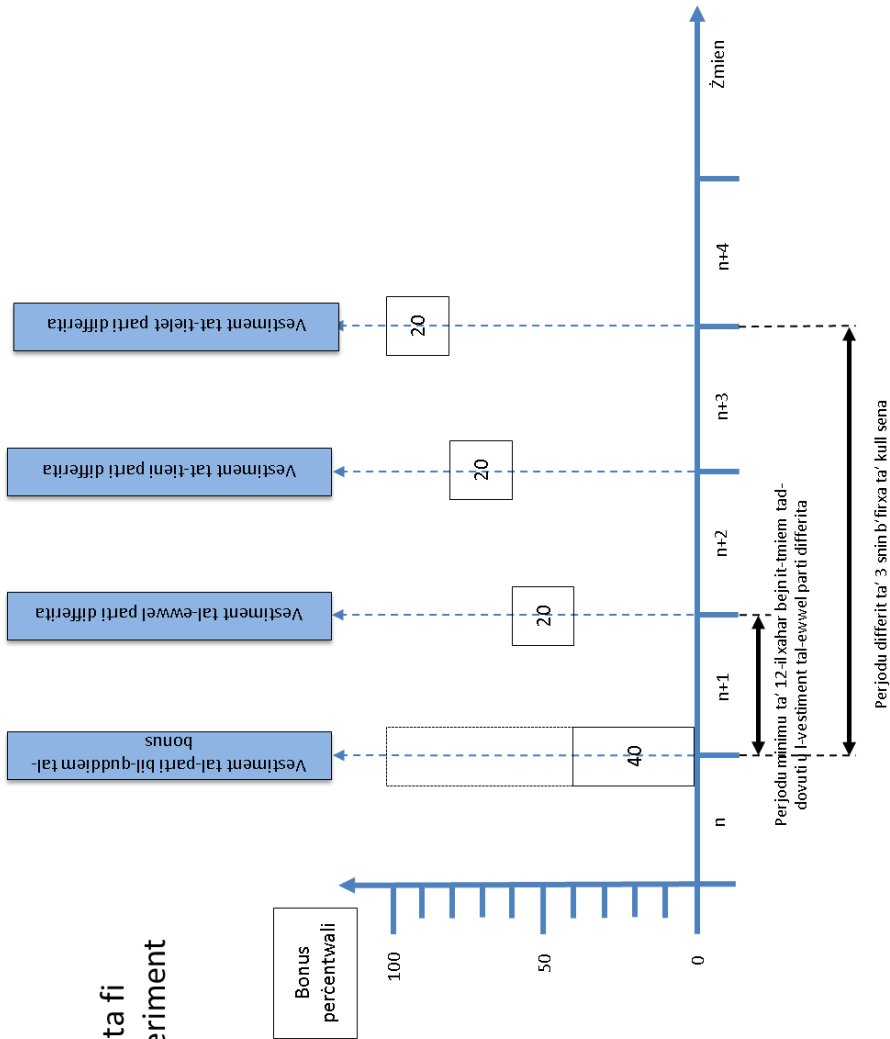 ta fi
eriment
Bonus
perċentwali
100
50
0
Vestiment tal-parti bil-quddiem tal-
bonus
Vestiment tal-ewwel parti differita
Vestiment tat-tieni parti differita
Vestiment tat-tielet parti differita
40
20
20
20
n
n+1
n+2
n+3
n+4
Żmien
Perjodu minimu ta' 12-il xahar bejn it-tmiem tad-
dovuti u l-vestiment tal-ewwel parti differita
Perjodu differit ta' 3 snin b'firxa ta' kull sena